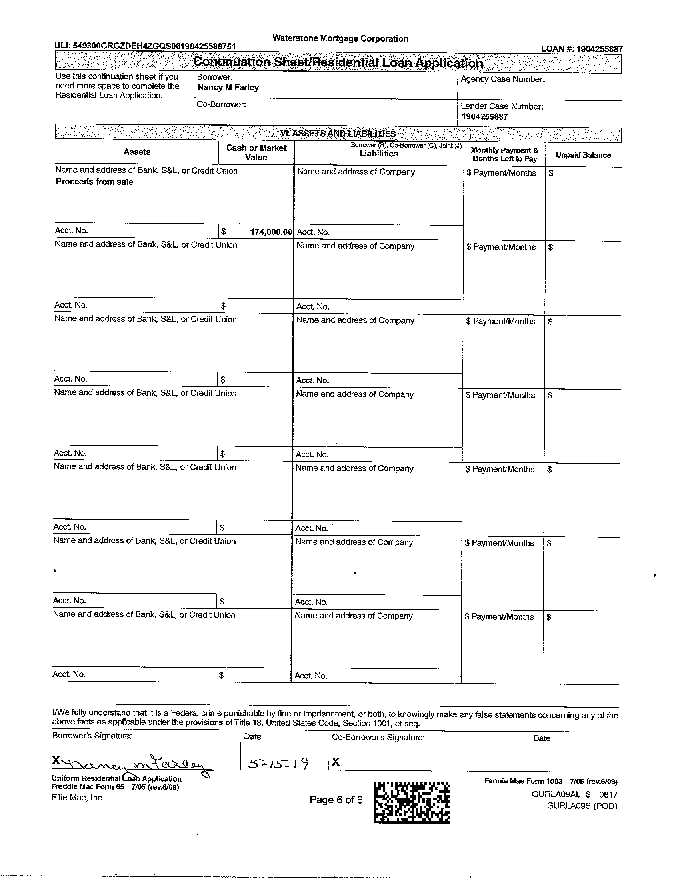 Waterstone Mortgage Corporation
LOAN #: 1904255887
Continuation Sheet/Residential Loan Application
Use this continuation sheet if you need more space to complete the Residential Loan Application.
Borrower:
Nancy M Farley
Co-Borrower:
Agency Case Number:
Lender Case Number:
1904255887
VI. ASSETS AND LIABILITIES
Borrower (B), Co-Borrower (C), Joint (J)
Assets
Cash or Market Value
Liabilities
Monthly Payment & Months Left to Pay
Unpaid Balance
Name and address of Bank, S&L, or Credit Union
Proceeds from sale
Name and address of Company
$ Payment/Months
$
Acct. No.
$ 174,000.00
Acct. No.
Name and address of Bank, S&L, or Credit Union
Name and address of Company
$ Payment/Months
$
Acct. No.
$
Acct. No.
Name and address of Bank, S&L, or Credit Union
Name and address of Company
$ Payment/Months
$
Acct. No.
$
Acct. No.
Name and address of Bank, S&L, or Credit Union
Name and address of Company
$ Payment/Months
$
Acct. No.
$
Acct. No.
Name and address of Bank, S&L, or Credit Union
Name and address of Company
$ Payment/Months
$
Acct. No.
$
Acct. No.
Name and address of Bank, S&L, or Credit Union
Name and address of Company
$ Payment/Months
$
Acct. No.
$
Acct. No.
Name and address of Bank, S&L, or Credit Union
Name and address of Company
$ Payment/Months
$
Acct. No.
$
Acct. No.
I/We fully understand that it is a Federal crime punishable by fine or imprisonment, or both, to knowingly make any false statements concerning any of the
above facts as applicable under the provisions of Title 18, United States Code, Section 1001, et seq.
Borrower's Signature:
Date
Co-Borrower's Signature:
Date
X Nancy M Farley
5-15-19
X
Uniform Residential Loan Application
Freddie Mac Form 65 7/05 (rev.6/09)
Fannie Mae Form 1003 7/05 (rev.6/09)
Ellie Mae, Inc.
Page 6 of 6
GURLA09AL S 0817
GURLA09S (POD)